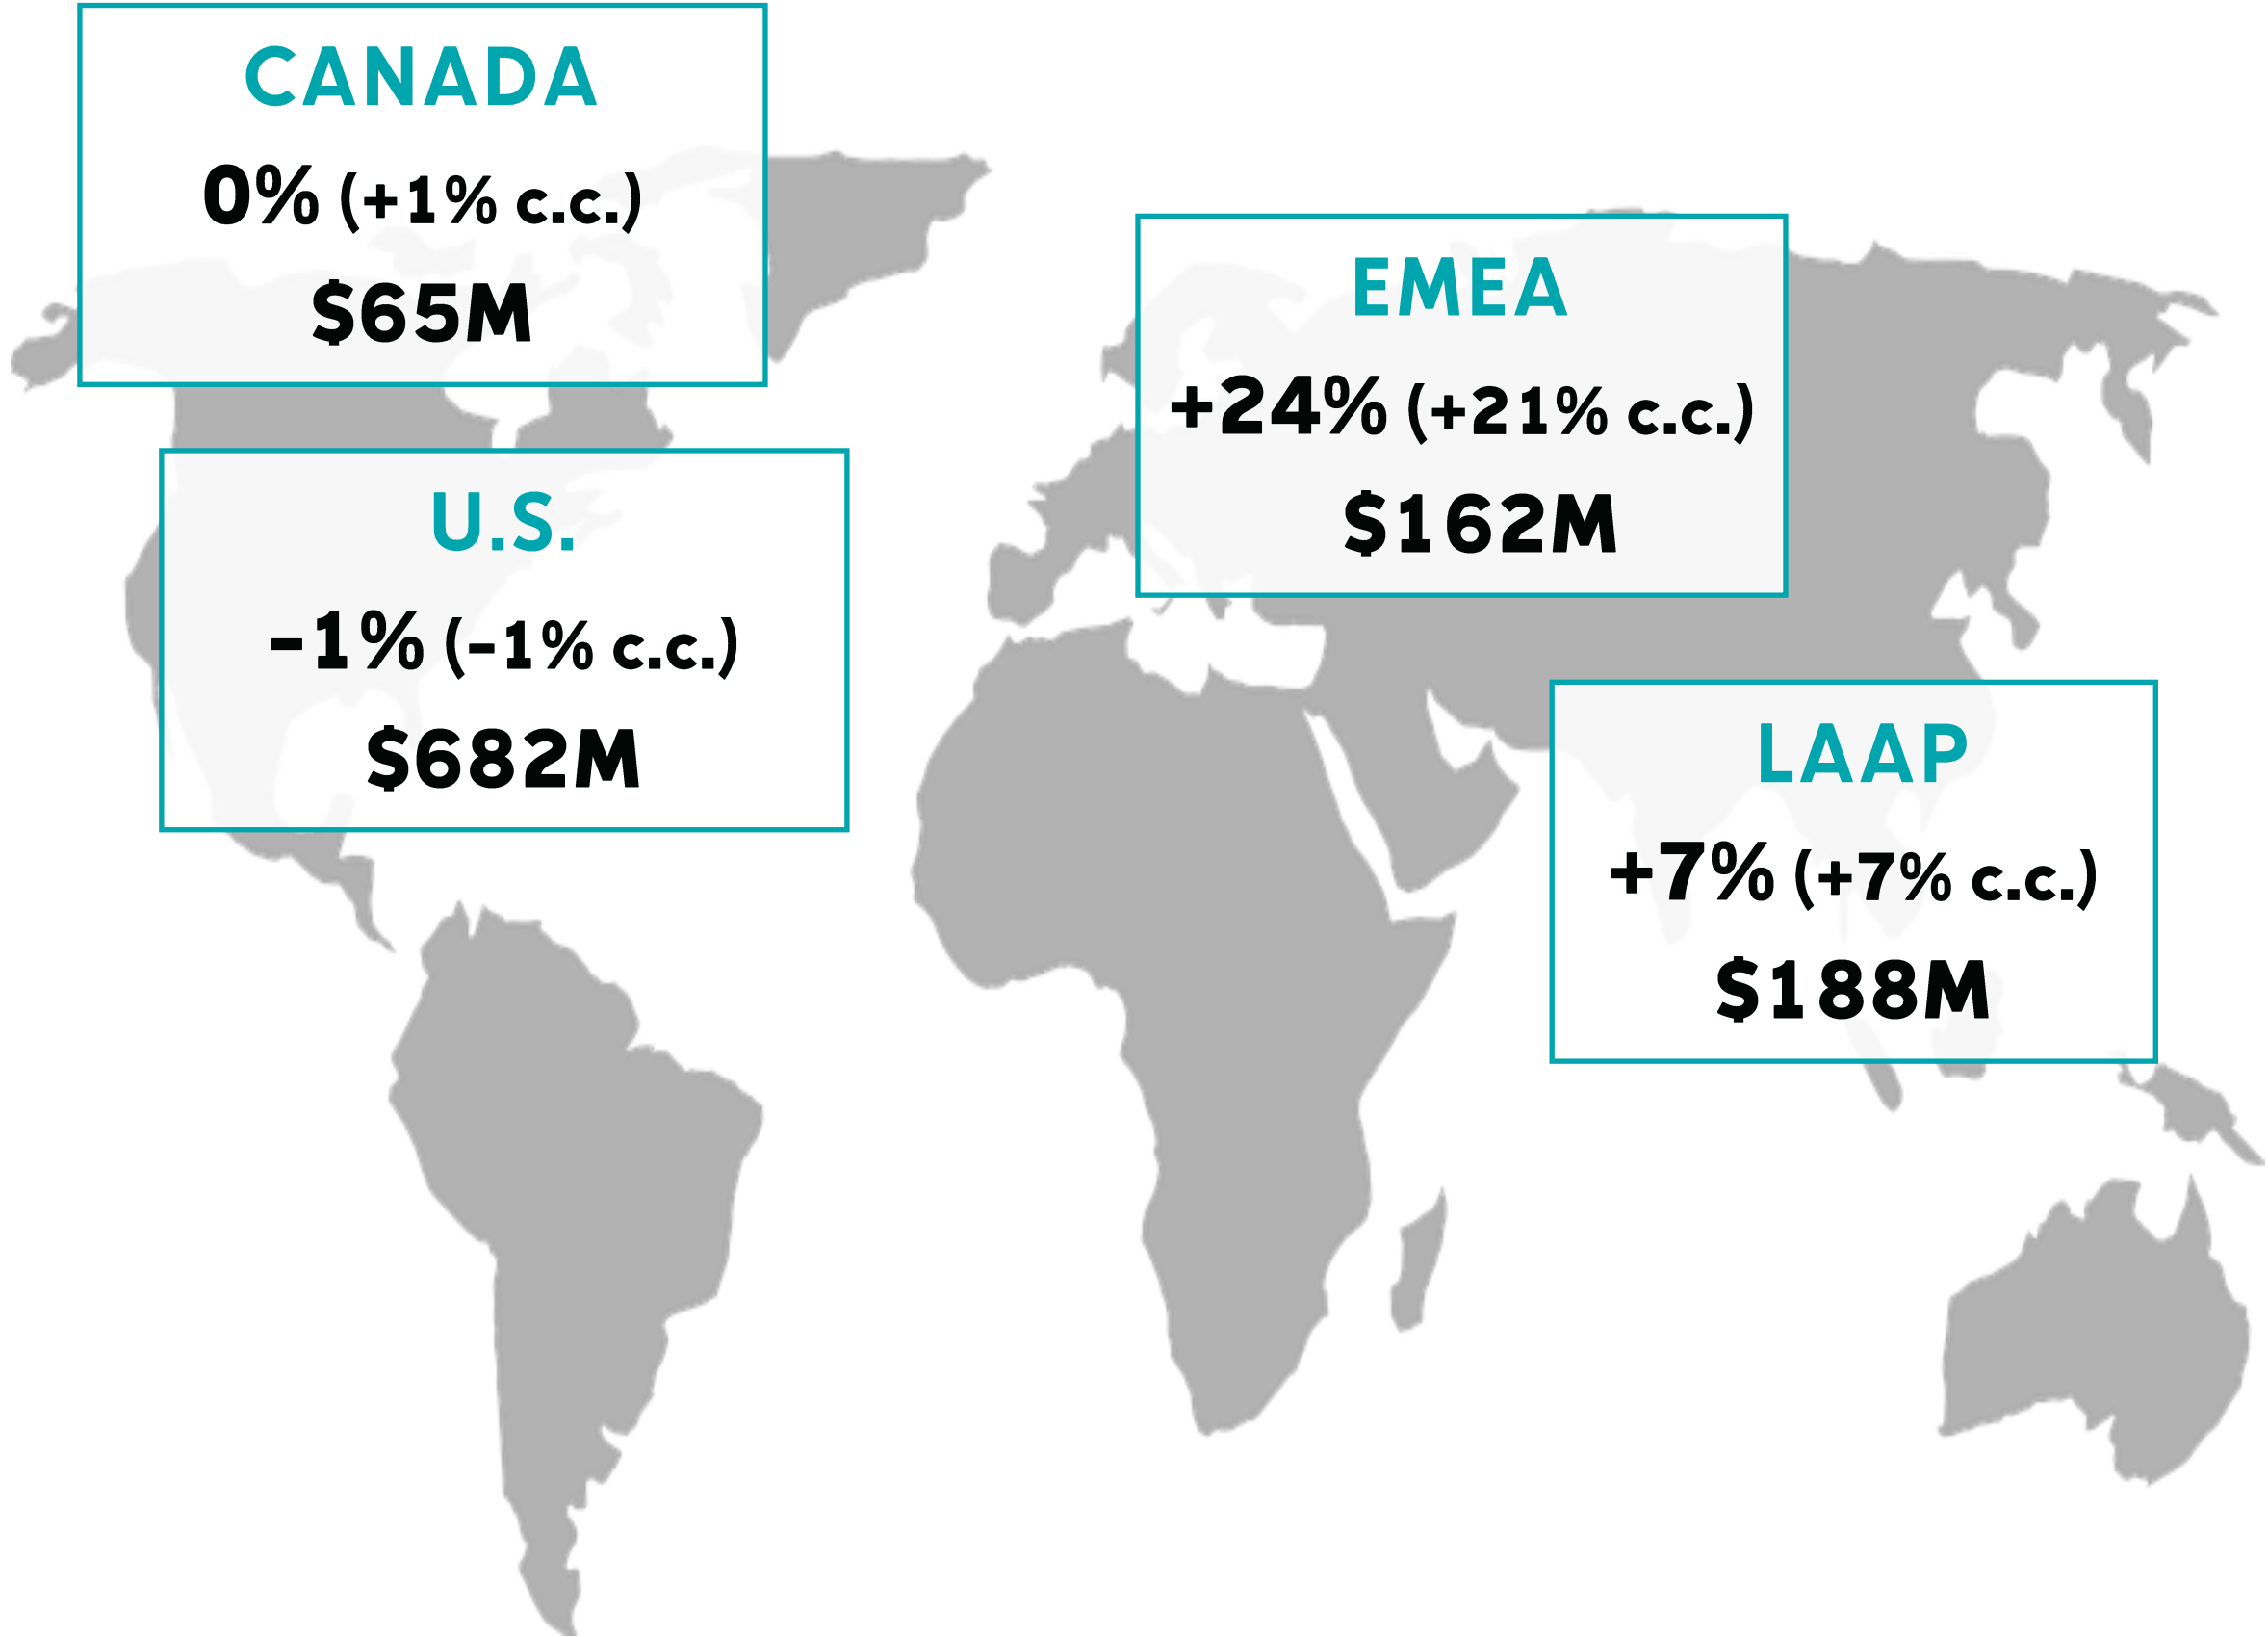 CANADA
0% (+1% c.c.)
$65M
EMEA
+24% (+21% c.c.)
$162M
U.S.
-1% (-1% c.c.)
$682M
LAAP
+7% (+7% c.c.)
$188M